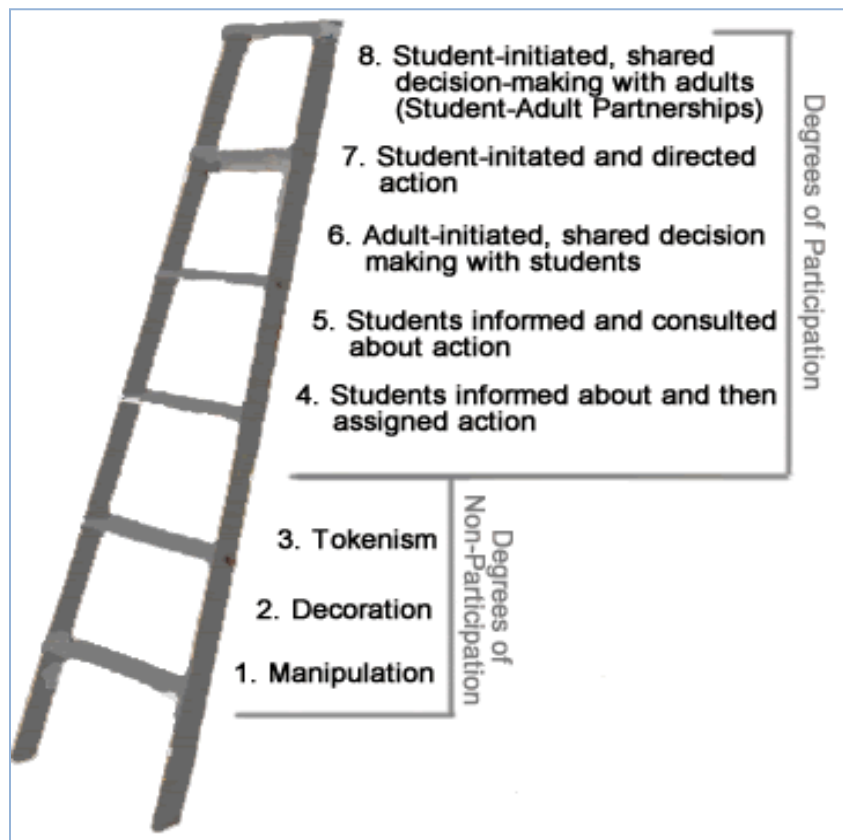 8. Student-initiated, shared
decision-making with adults
(Student-Adult Partnerships)
7. Student-initated and directed
action
6. Adult-initiated, shared decision
making with students
5. Students informed and consulted
about action
4. Students informed about and then
assigned action
Degrees of Participation
3. Tokenism
2. Decoration
1. Manipulation
Degrees of
Non-Participation